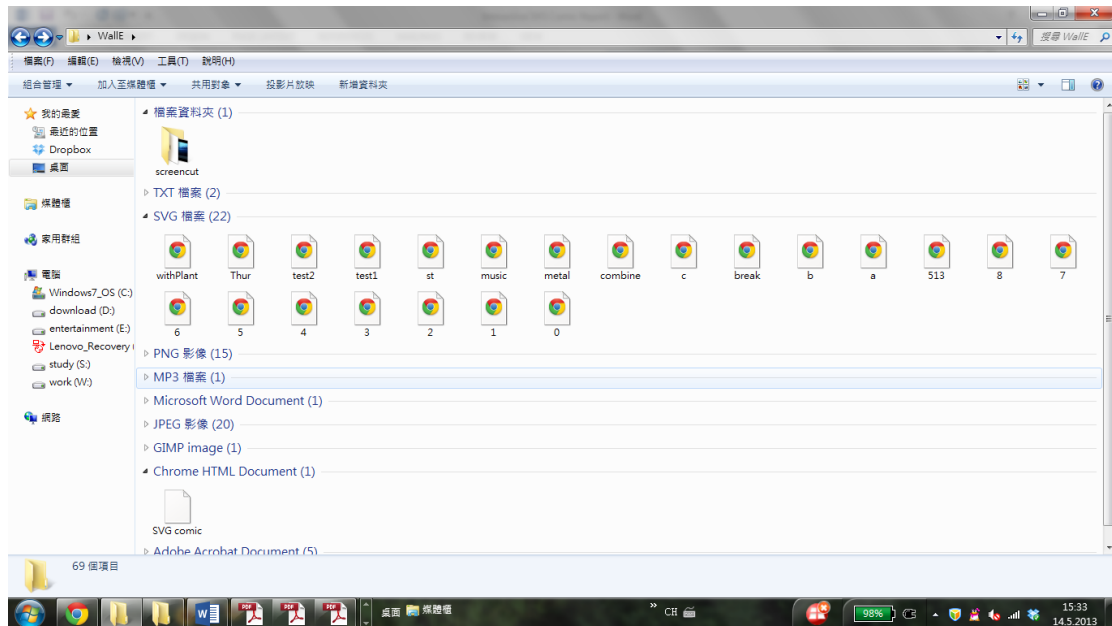 WallE
搜尋 WallE
檔案(F) 編輯(E) 檢視(V) 工具(T) 說明(H)
組合管理 加入至媒體櫃 共用對象 投影片放映 新增資料夾
我的最愛
最近的位置
Dropbox
桌面
媒體櫃
家用群組
電腦
Windows7_OS (C:)
download (D:)
entertainment (E:)
Lenovo_Recovery
study (S:)
work (W:)
網路
檔案資料夾 (1)
screencut
TXT 檔案 (2)
SVG 檔案 (22)
withPlant Thur test2 test1 st music metal combine c break b a 513 8 7
6 5 4 3 2 1 0
PNG 影像 (15)
MP3 檔案 (1)
Microsoft Word Document (1)
JPEG 影像 (20)
GIMP image (1)
Chrome HTML Document (1)
SVG comic
Adobe Acrobat Document (5)
69 個項目
桌面 媒體櫃 CH 98% 15:33
14.5.2013